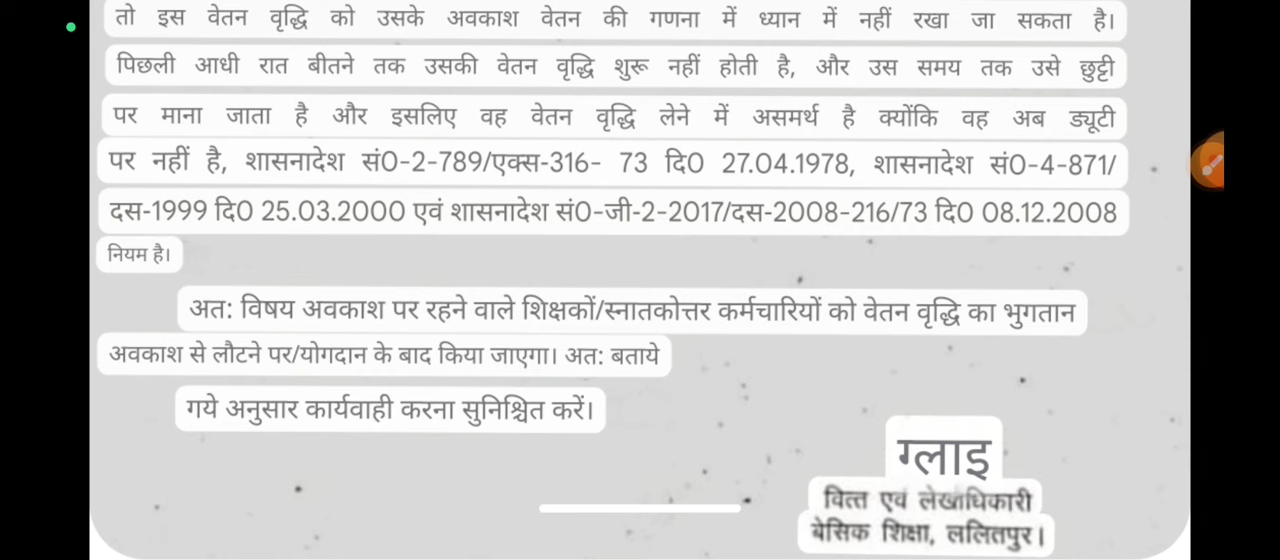 तो इस वेतन वृद्धि को उसके अवकाश वेतन की गणना में ध्यान में नहीं रखा जा सकता है।
पिछली आधी रात बीतने तक उसकी वेतन वृद्धि शुरू नहीं होती है, और उस समय तक उसे छुट्टी
पर माना जाता है और इसलिए वह वेतन वृद्धि लेने में असमर्थ है क्योंकि वह अब ड्यूटी
पर नहीं है, शासनादेश सं0-2-789/एक्स-316- 73 दि0 27.04.1978, शासनादेश सं0-4-871/
दस-1999 दि0 25.03.2000 एवं शासनादेश सं0-जी-2-2017/दस-2008-216/73 दि0 08.12.2008
नियम है।
अत: विषय अवकाश पर रहने वाले शिक्षकों/स्नातकोत्तर कर्मचारियों को वेतन वृद्धि का भुगतान
अवकाश से लौटने पर/योगदान के बाद किया जाएगा। अत: बताये
गये अनुसार कार्यवाही करना सुनिश्चित करें।
ग्लाइ
वित्त एवं लेखाधिकारी
बेसिक शिक्षा, ललितपुर।